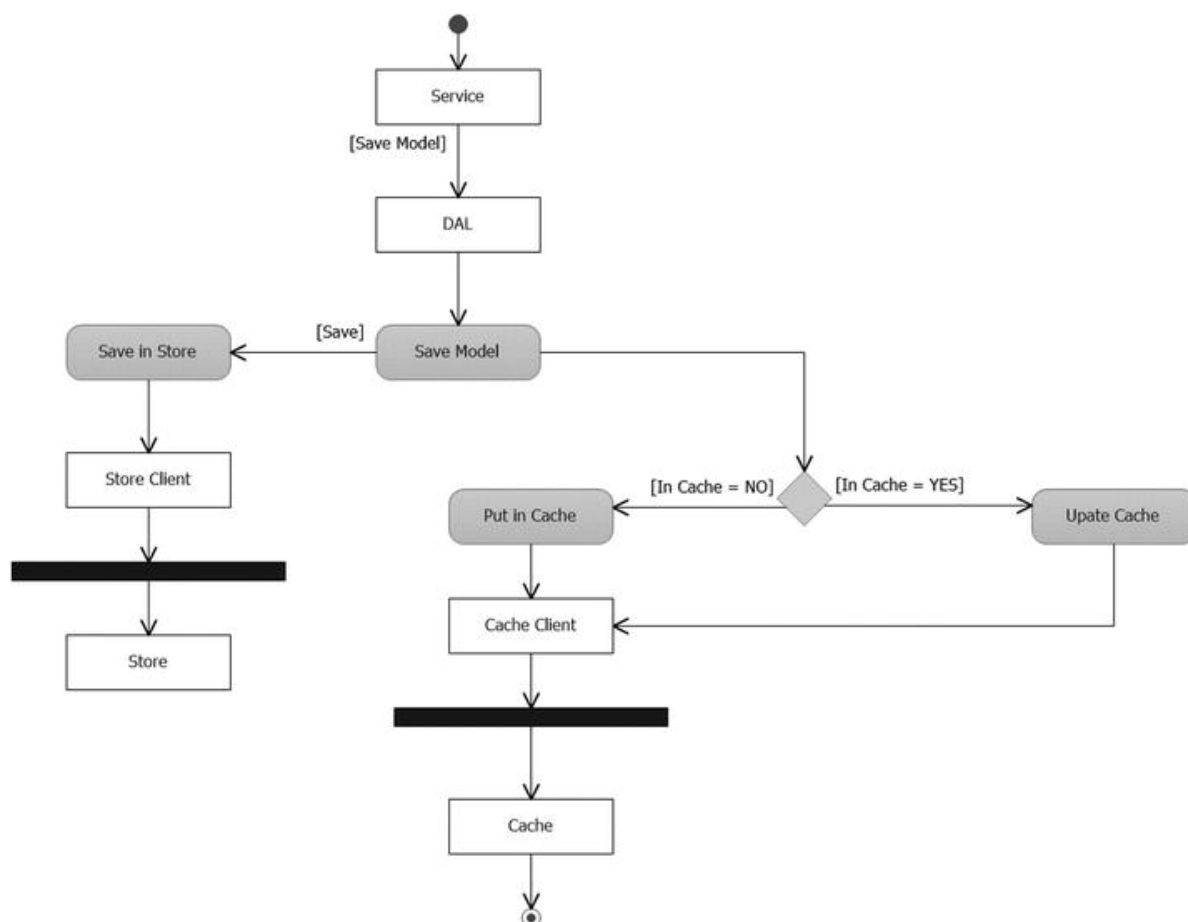 Service
[Save Model]
DAL
[Save]
Save in Store
Save Model
Store Client
[In Cache = NO]
[In Cache = YES]
Put in Cache
Upate Cache
Cache Client
Store
Cache